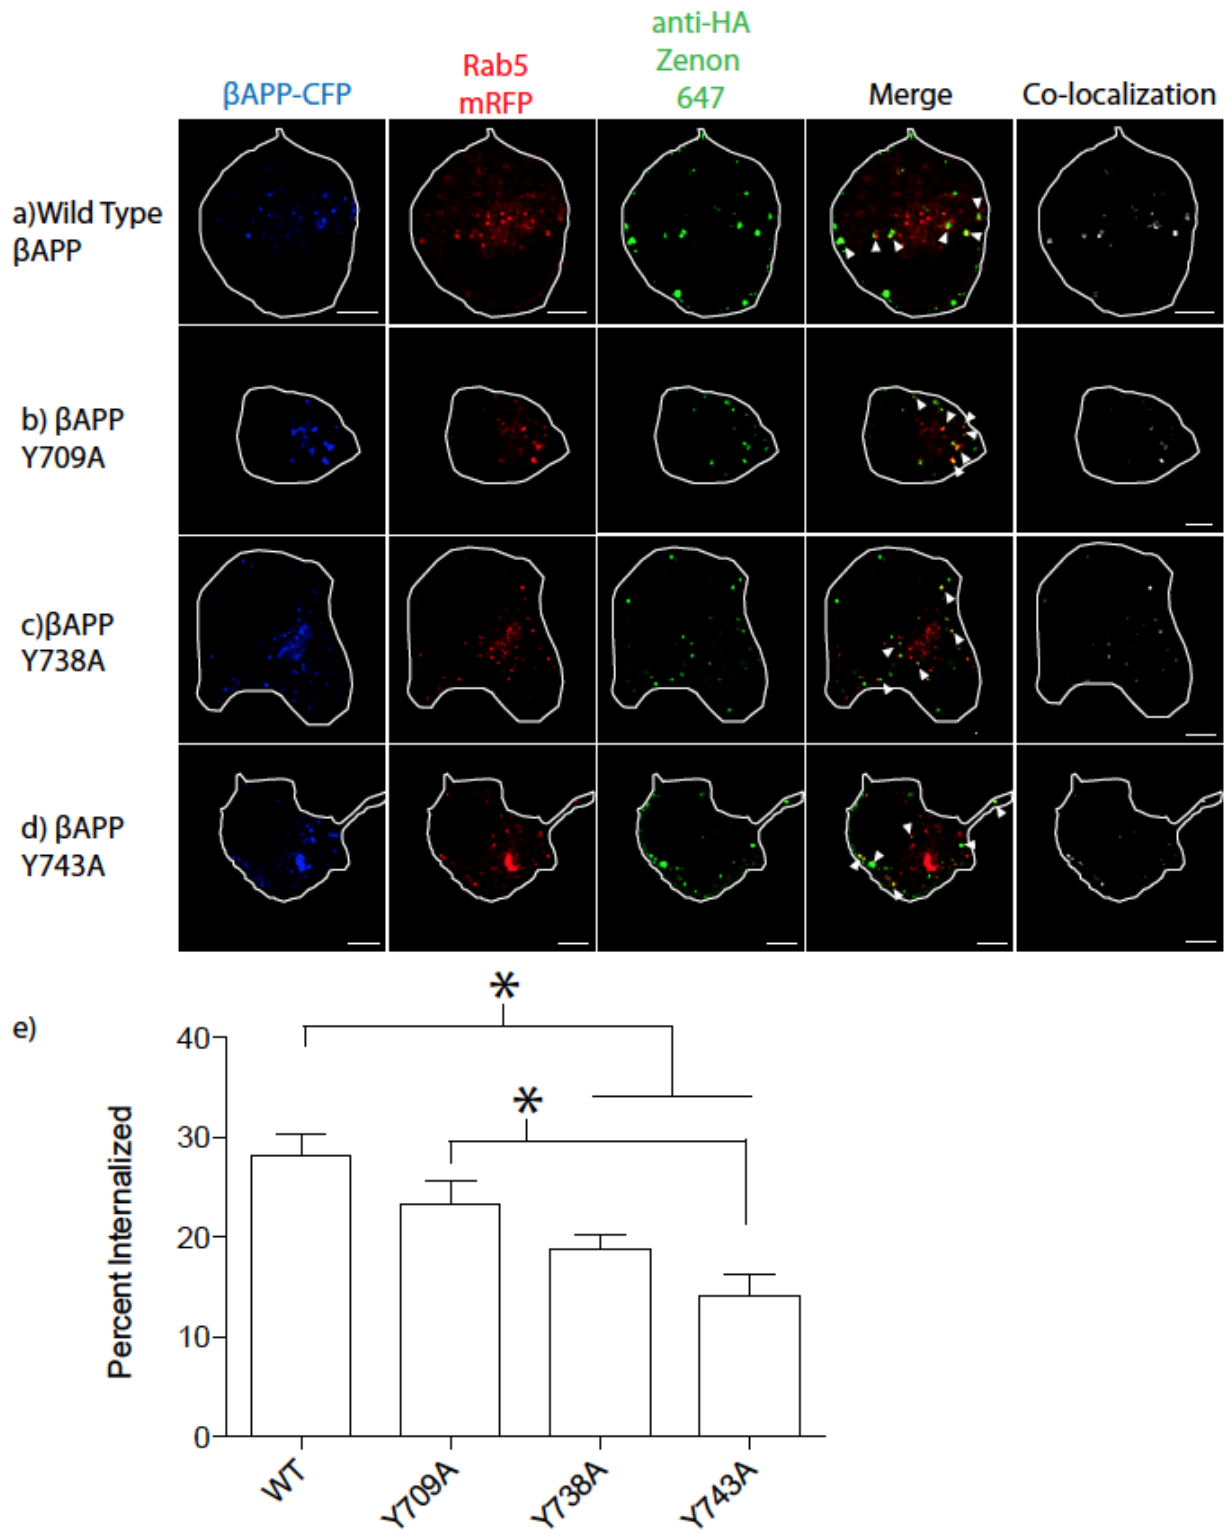 anti-HA
Zenon
647
Rab5
mRFP
βAPP-CFP
Merge
Co-localization
a)Wild Type
βAPP
b) βAPP
Y709A
c)βAPP
Y738A
d) βAPP
Y743A
e)
*
*
Percent Internalized
40
30
20
10
0
WT
Y709A
Y738A
Y743A